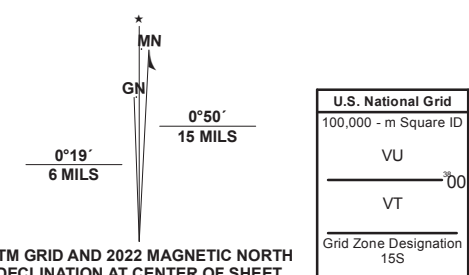 MN
GN
0°50´
15 MILS
0°19´
6 MILS
TM GRID AND 2022 MAGNETIC NORTH
DECLINATION AT CENTER OF SHEET
U.S. National Grid
100,000 - m Square ID
VU
3800
VT
Grid Zone Designation
15S